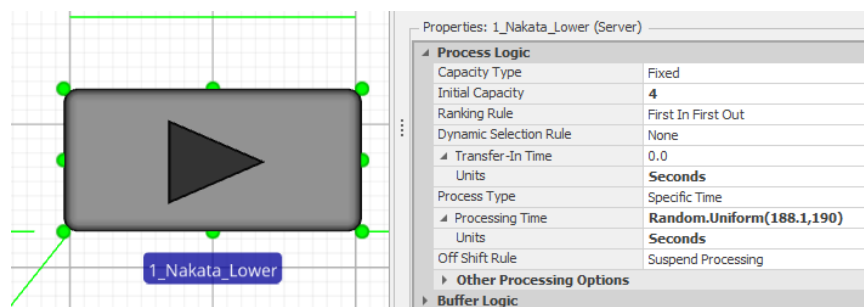 Properties: 1_Nakata_Lower (Server)
Process Logic
Capacity Type Fixed
Initial Capacity 4
Ranking Rule First In First Out
Dynamic Selection Rule None
Transfer-In Time 0.0
Units Seconds
Process Type Specific Time
Processing Time Random.Uniform(188.1,190)
Units Seconds
Off Shift Rule Suspend Processing
Other Processing Options
Buffer Logic
1_Nakata_Lower